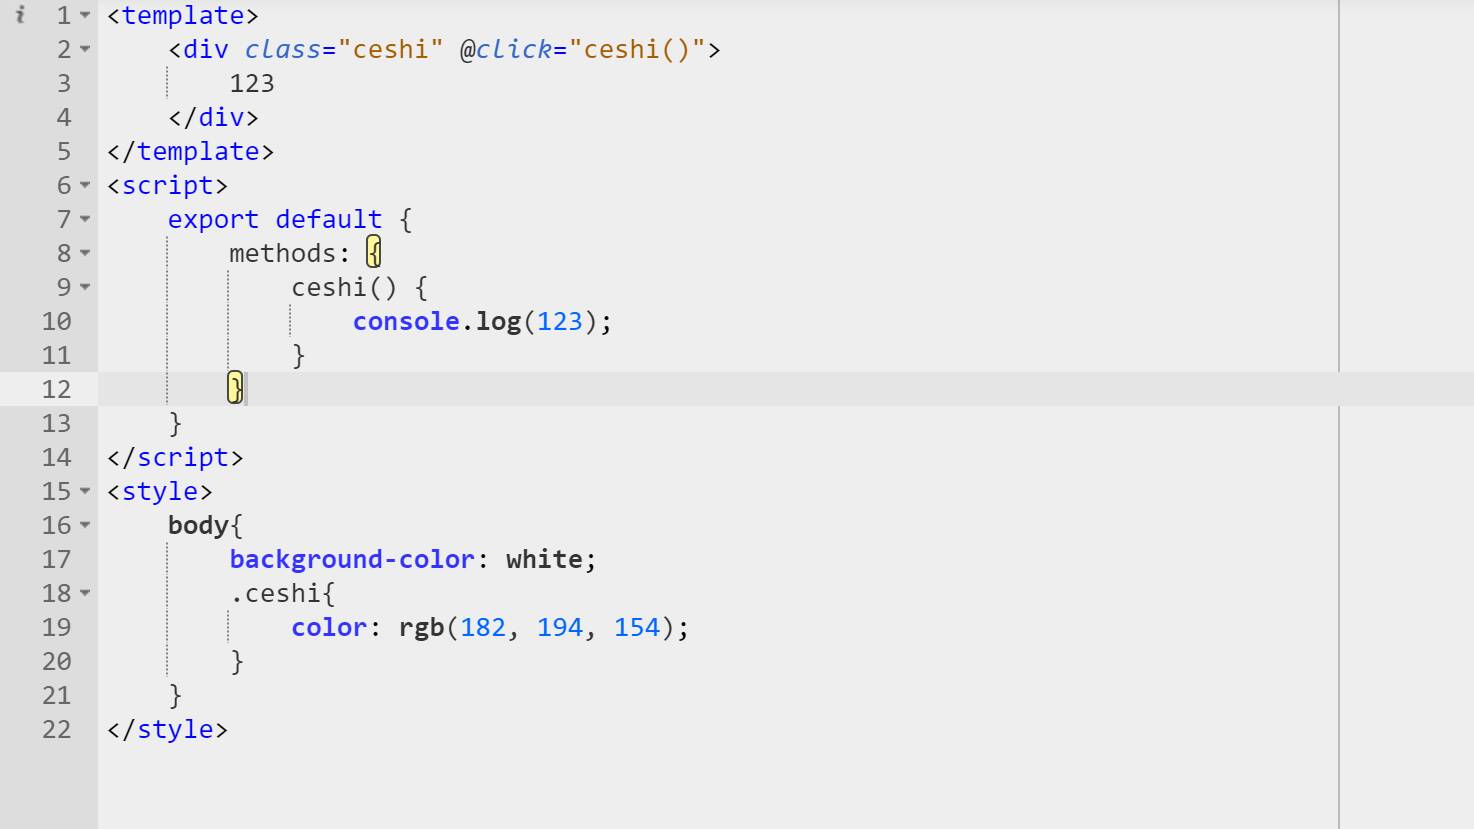 i 1 <template>
2     <div class="ceshi" @click="ceshi()">
3         123
4     </div>
5 </template>
6 <script>
7     export default {
8         methods: {
9             ceshi() {
10                 console.log(123);
11             }
12         }
13     }
14 </script>
15 <style>
16     body{
17         background-color: white;
18         .ceshi{
19             color: rgb(182, 194, 154);
20         }
21     }
22 </style>